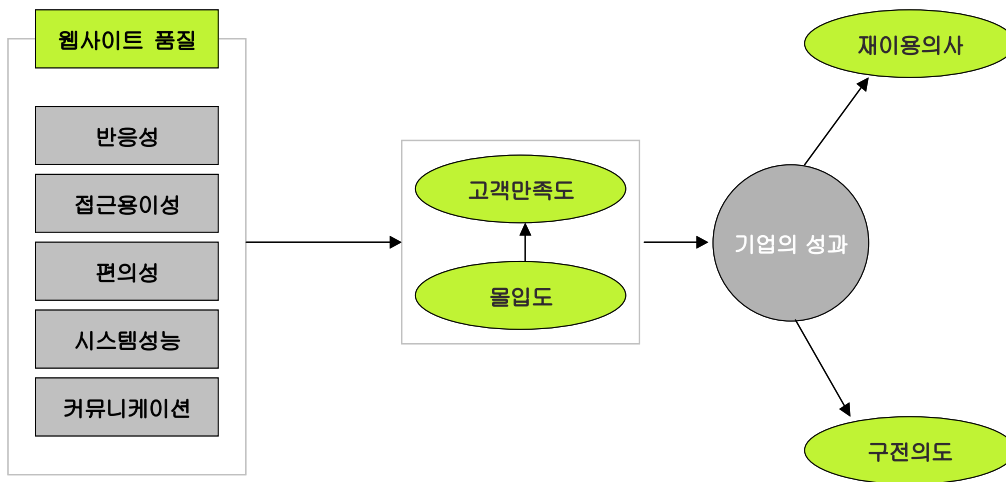 웹사이트 품질
반응성
접근용이성
편의성
시스템성능
커뮤니케이션
고객만족도
몰입도
기업의 성과
재이용의사
구전의도